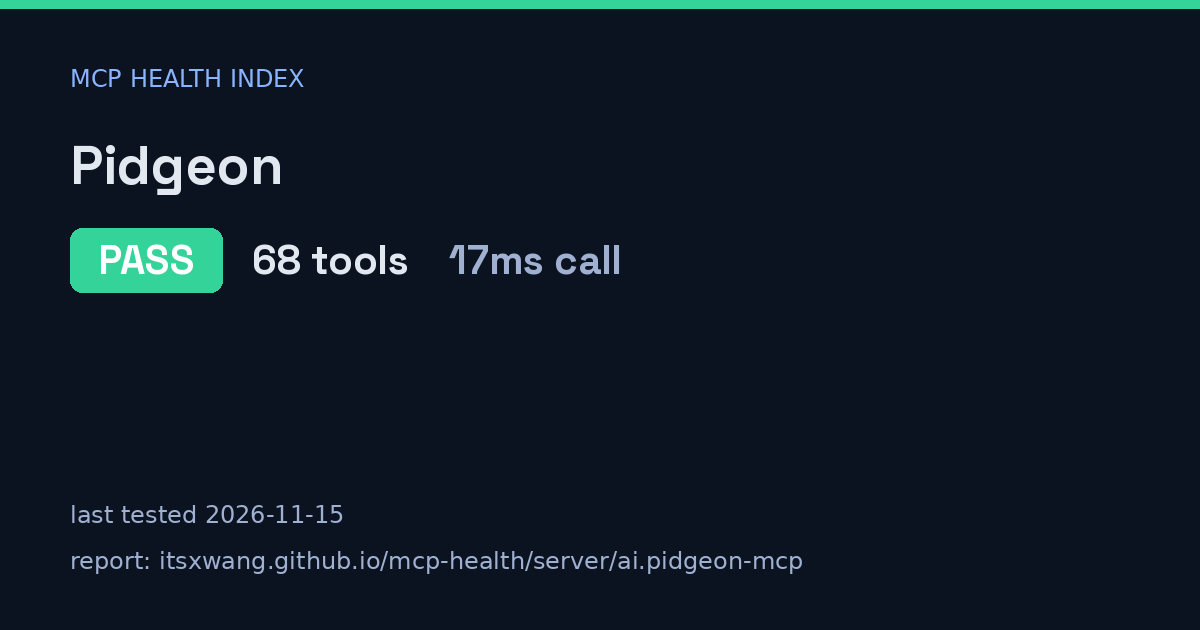 MCP HEALTH INDEX
Pidgeon
PASS 68 tools 17ms call
last tested 2026-11-15
report: itsxwang.github.io/mcp-health/server/ai.pidgeon-mcp